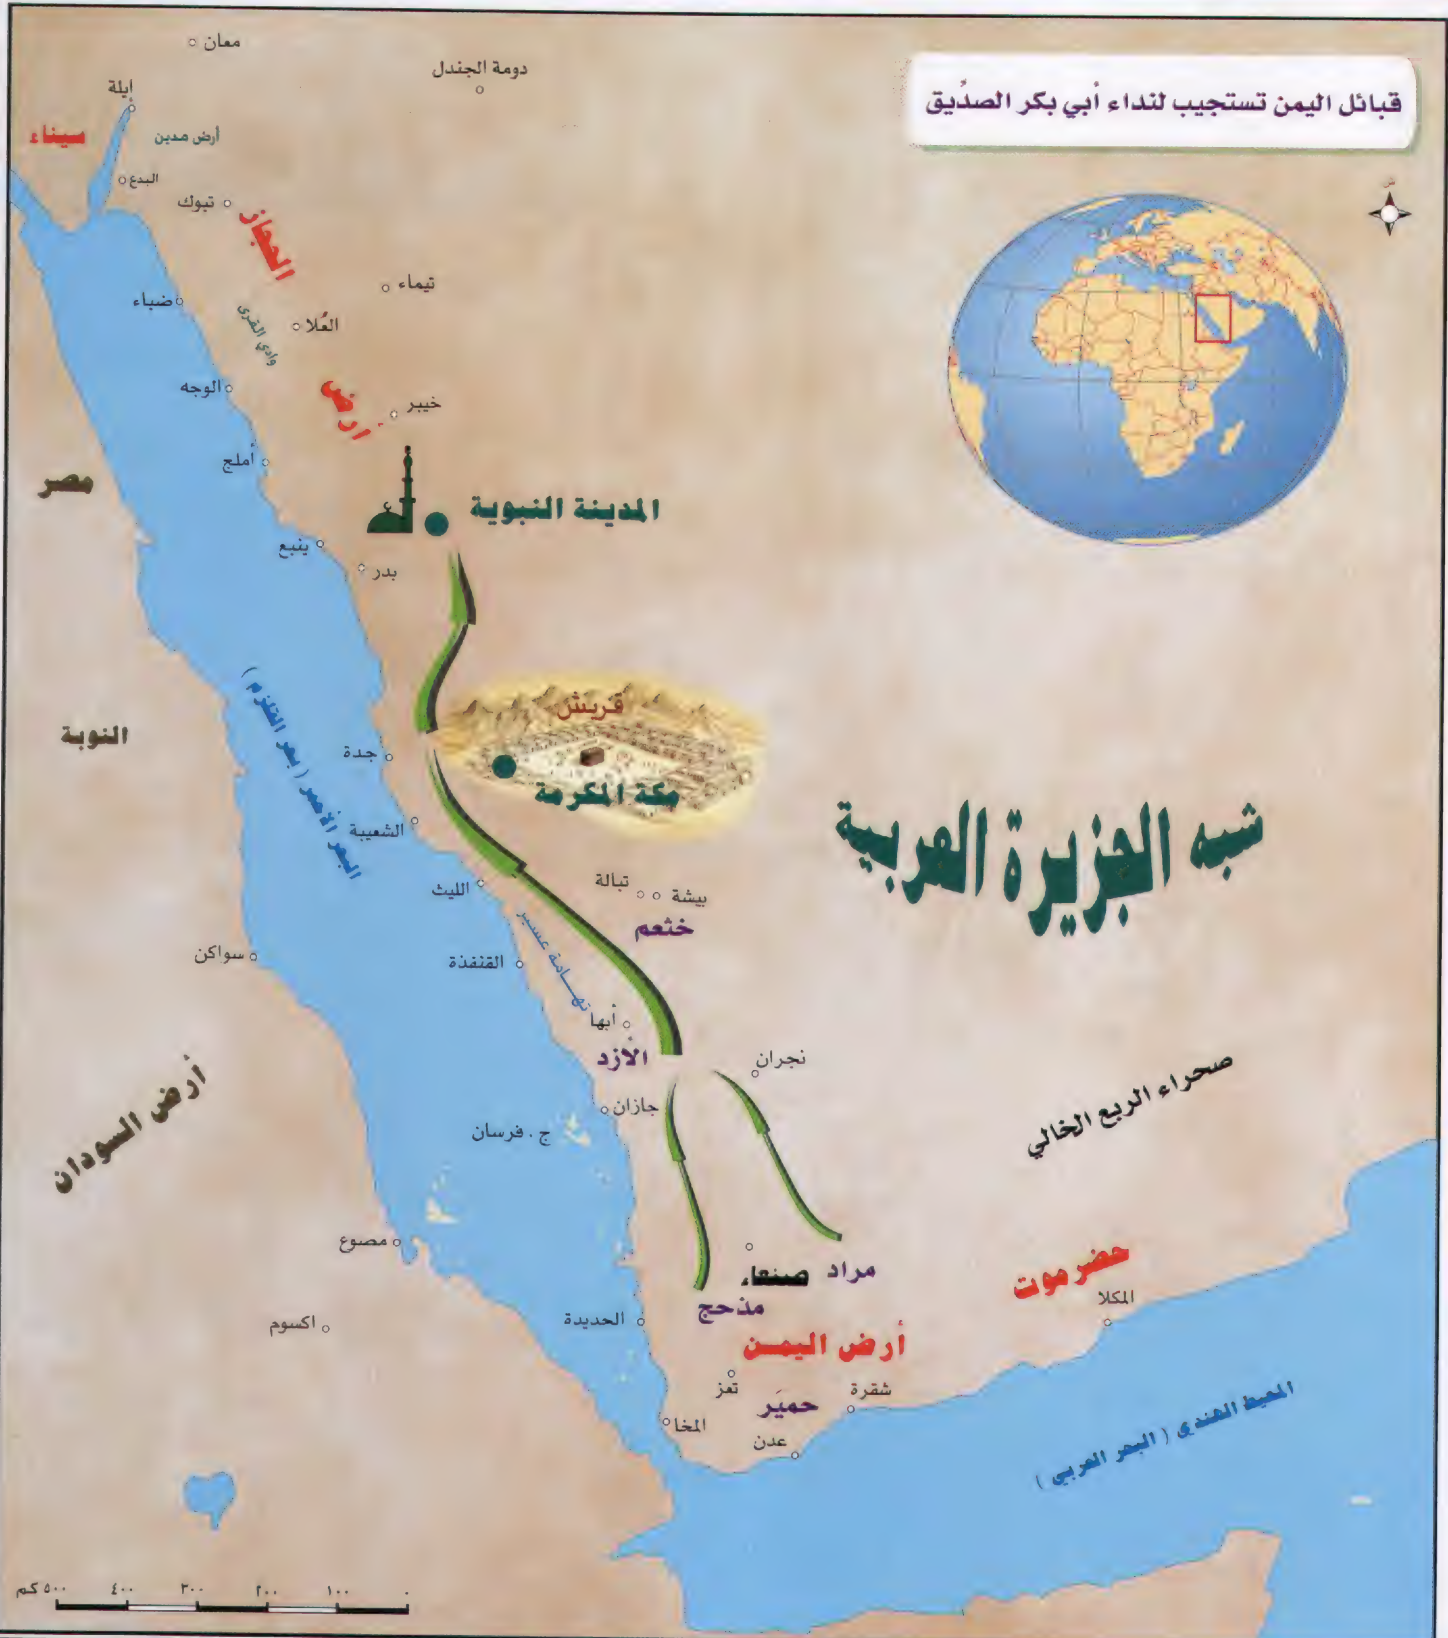 قبائل اليمن تستجيب لنداء أبي بكر الصدِّيق
ش
معان
دومة الجندل
ايلة
سيناء
أرض مدين
البدع
تبوك
أرض الحجاز
تيماء
ضباء
العُلا
وادي القرى
الوجه
خيبر
أملج
مصر
المدينة النبوية
ينبع
بدر
قريش
النوبة
البحر الأحمر ( بحر القلزم )
جدة
مكة المكرمة
شبه الجزيرة العربية
الشعيبة
الليث
تبالة
بيشة
خثعم
سواكن
القنفذة
تهامة عسير
أبها
الأزد
نجران
صحراء الربع الخالي
جازان
ج . فرسان
أرض السودان
مصوع
صنعاء
مراد
حضرموت
المكلا
مذحج
اكسوم
الحديدة
أرض اليمن
تعز
شقرة
حميَر
المخا
عدن
المحيط الهندي ( البحر العربي )
٥٠٠ كم ٤٠٠ ٣٠٠ ٢٠٠ ١٠٠ ٠